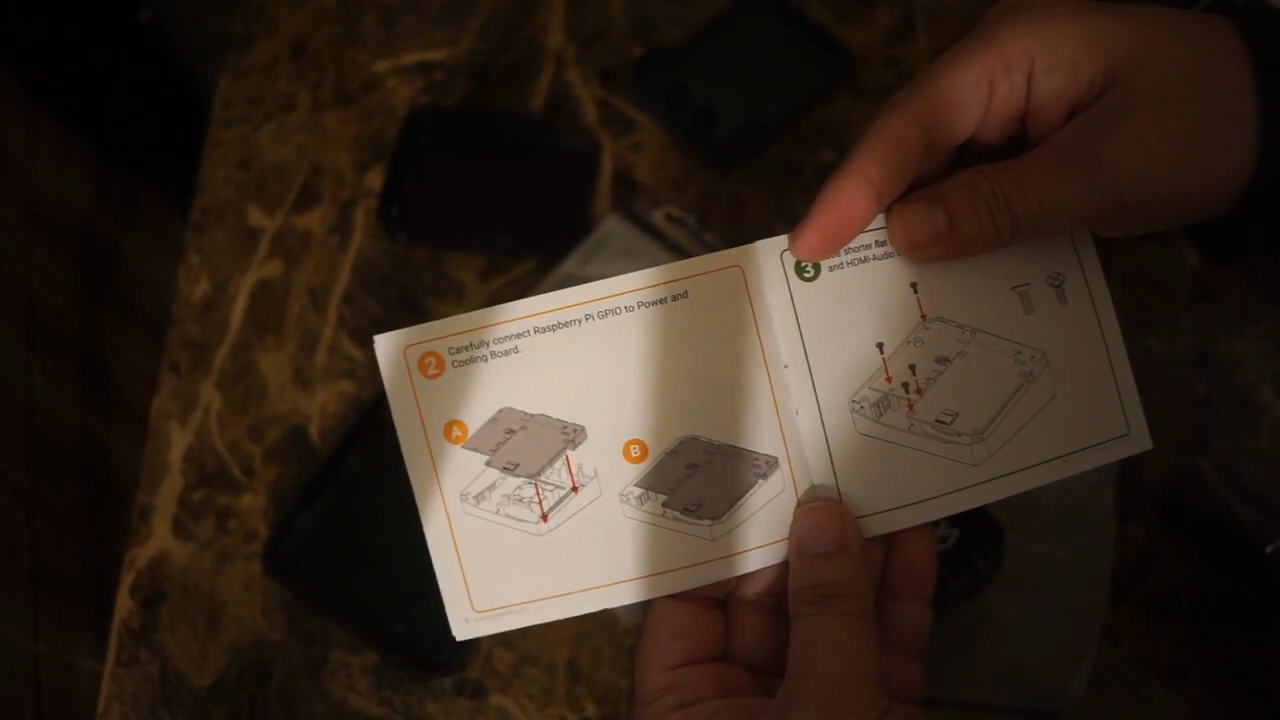 2
Carefully connect Raspberry Pi GPIO to Power and
Cooling Board.
A
B
3
shorter flat
and HDMI-Audio